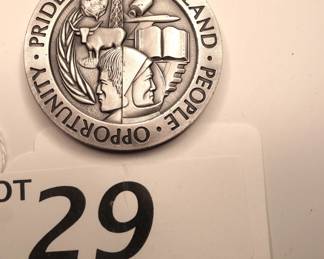 PRIDE
LAND · PEOPLE · OPPORTUNITY ·
OT
29